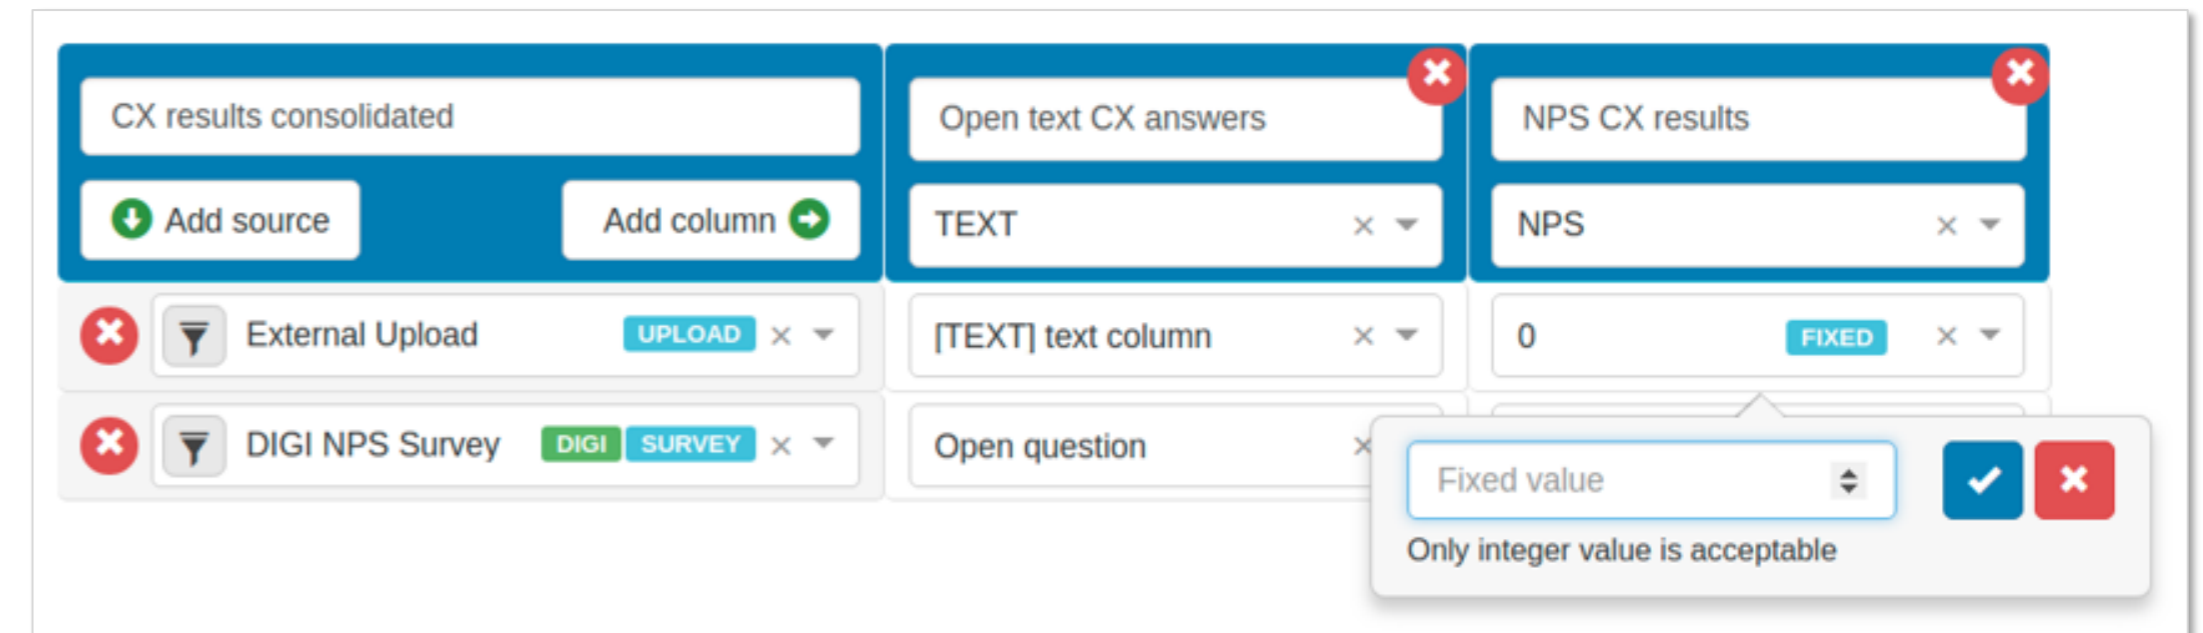 CX results consolidated
Open text CX answers
NPS CX results
Add source
Add column
TEXT
NPS
External Upload UPLOAD
[TEXT] text column
0 FIXED
DIGI NPS Survey DIGI SURVEY
Open question
Fixed value
Only integer value is acceptable